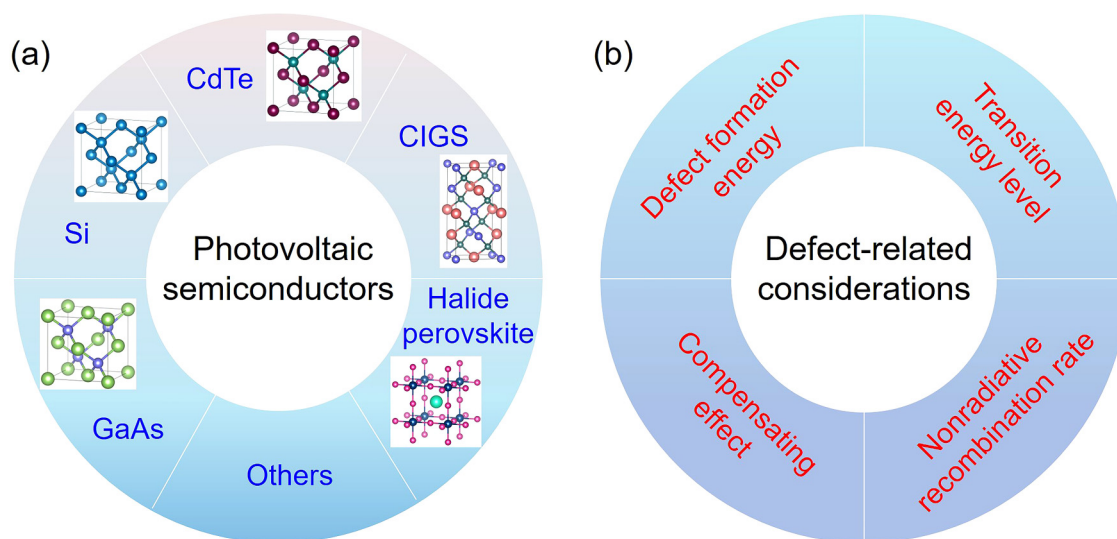 (a)
CdTe
CIGS
Si
Photovoltaic
semiconductors
Halide
perovskite
GaAs
Others
(b)
Defect formation
energy
Transition
energy level
Defect-related
considerations
Compensating
effect
Nonradiative
recombination rate